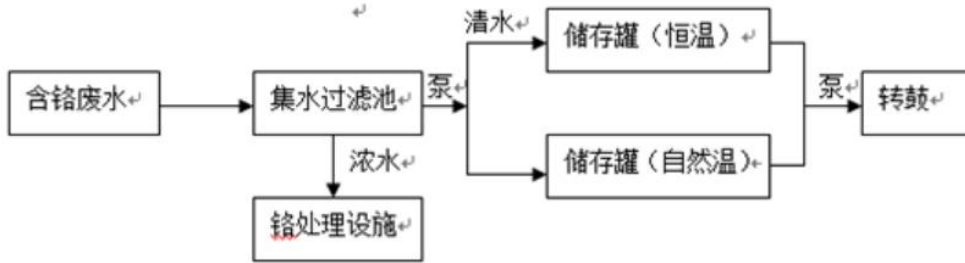 清水
储存罐（恒温）
含铬废水
集水过滤池
泵
泵
转鼓
浓水
储存罐（自然温）
铬处理设施